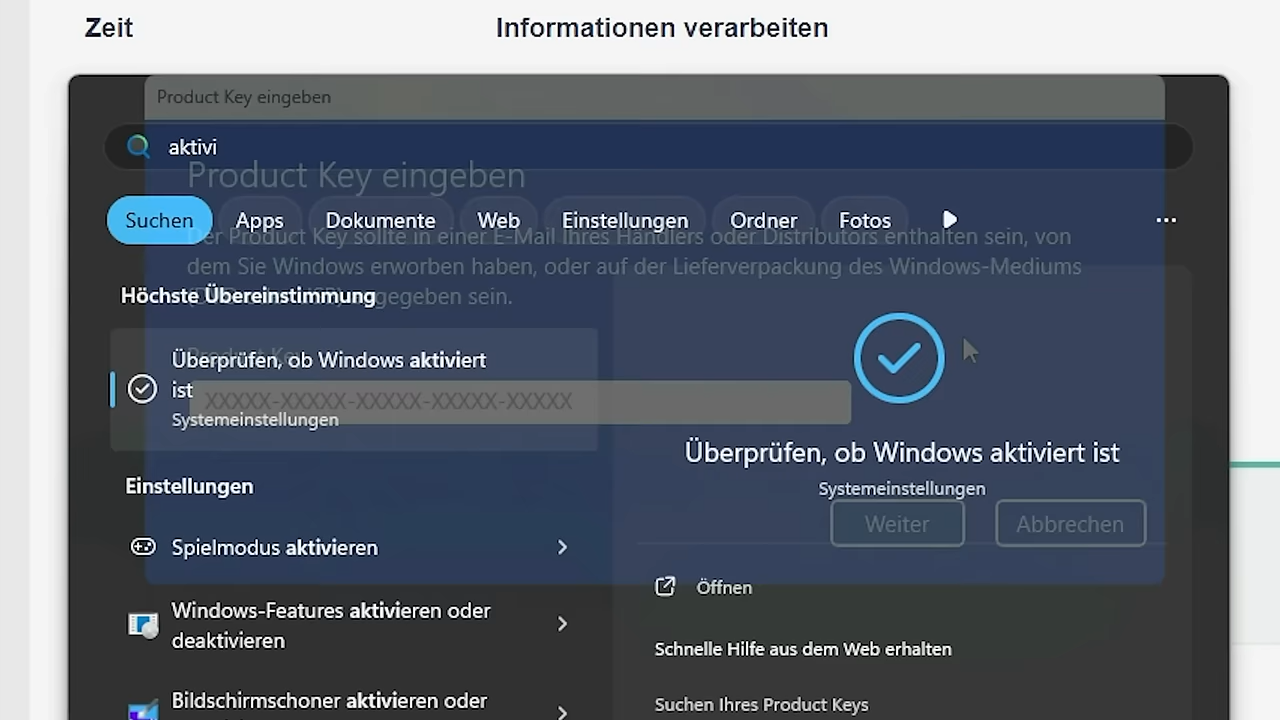 Zeit
Informationen verarbeiten
Product Key eingeben
aktivi
Product Key eingeben
Suchen Apps Dokumente Web Einstellungen Ordner Fotos
Der Product Key sollte in einer E-Mail Ihres Händlers oder Distributors enthalten sein, von
dem Sie Windows erworben haben, oder auf der Lieferverpackung des Windows-Mediums
angegeben sein.
Höchste Übereinstimmung
Product Key
Überprüfen, ob Windows aktiviert
ist
Systemeinstellungen
XXXXX-XXXXX-XXXXX-XXXXX-XXXXX
Überprüfen, ob Windows aktiviert ist
Systemeinstellungen
Weiter Abbrechen
Einstellungen
Spielmodus aktivieren
Windows-Features aktivieren oder
deaktivieren
Bildschirmschoner aktivieren oder
Öffnen
Schnelle Hilfe aus dem Web erhalten
Suchen Ihres Product Keys